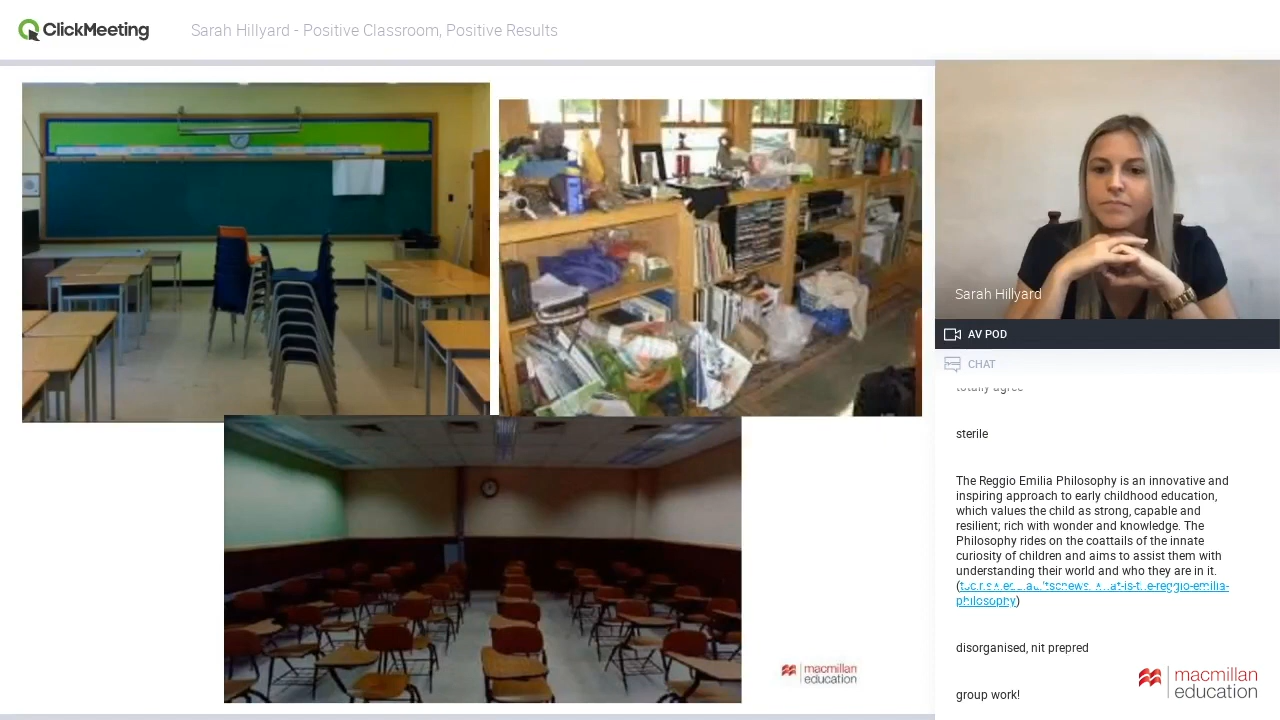 ClickMeeting
Sarah Hillyard - Positive Classroom, Positive Results
Sarah Hillyard
AV POD
CHAT
totally agree
sterile
The Reggio Emilia Philosophy is an innovative and
inspiring approach to early childhood education,
which values the child as strong, capable and
resilient; rich with wonder and knowledge. The
Philosophy rides on the coattails of the innate
curiosity of children and aims to assist them with
understanding their world and who they are in it.
philosophy)
disorganised, nit prepred
group work!
macmillan
education
macmillan
education